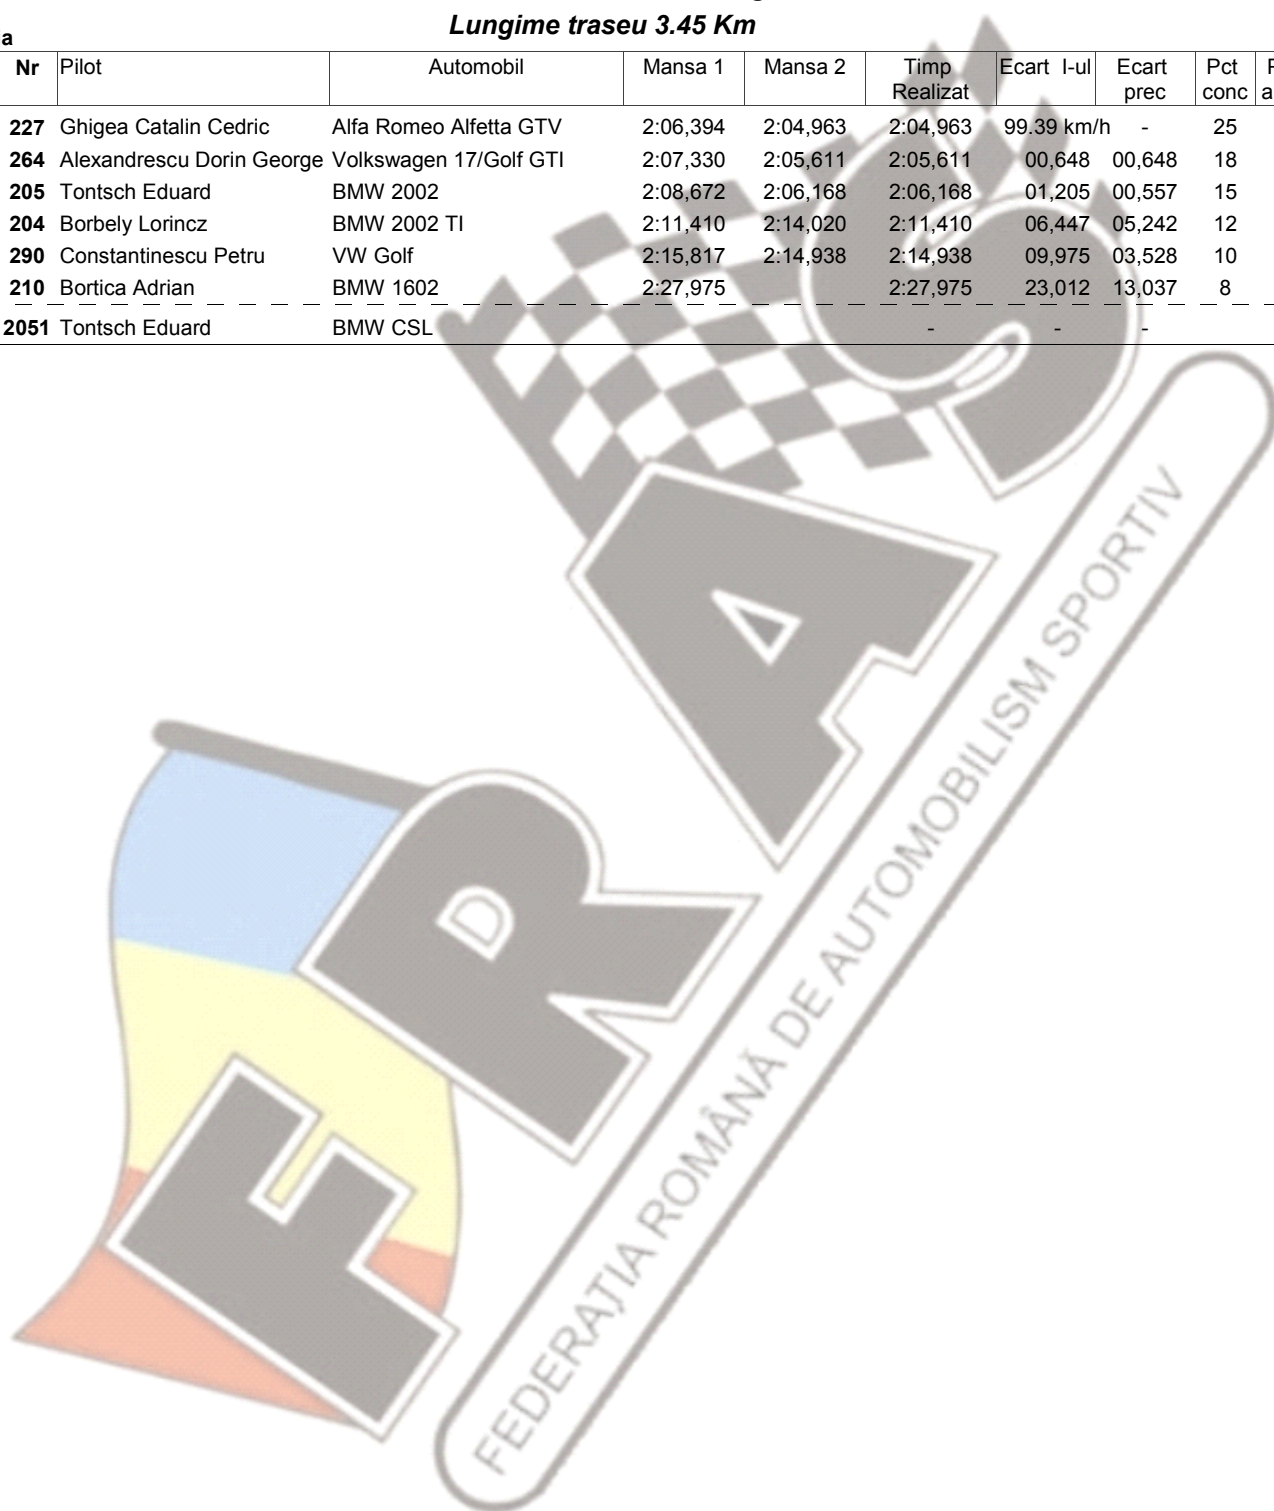 Lungime traseu 3.45 Km
a
Nr Pilot Automobil Mansa 1 Mansa 2 Timp Realizat Ecart I-ul Ecart prec Pct conc
227 Ghigea Catalin Cedric Alfa Romeo Alfetta GTV 2:06,394 2:04,963 2:04,963 99.39 km/h - 25
264 Alexandrescu Dorin George Volkswagen 17/Golf GTI 2:07,330 2:05,611 2:05,611 00,648 00,648 18
205 Tontsch Eduard BMW 2002 2:08,672 2:06,168 2:06,168 01,205 00,557 15
204 Borbely Lorincz BMW 2002 TI 2:11,410 2:14,020 2:11,410 06,447 05,242 12
290 Constantinescu Petru VW Golf 2:15,817 2:14,938 2:14,938 09,975 03,528 10
210 Bortica Adrian BMW 1602 2:27,975 2:27,975 23,012 13,037 8
2051 Tontsch Eduard BMW CSL - - -
FRAS
FEDERAŢIA ROMÂNĂ DE AUTOMOBILISM SPORTIV